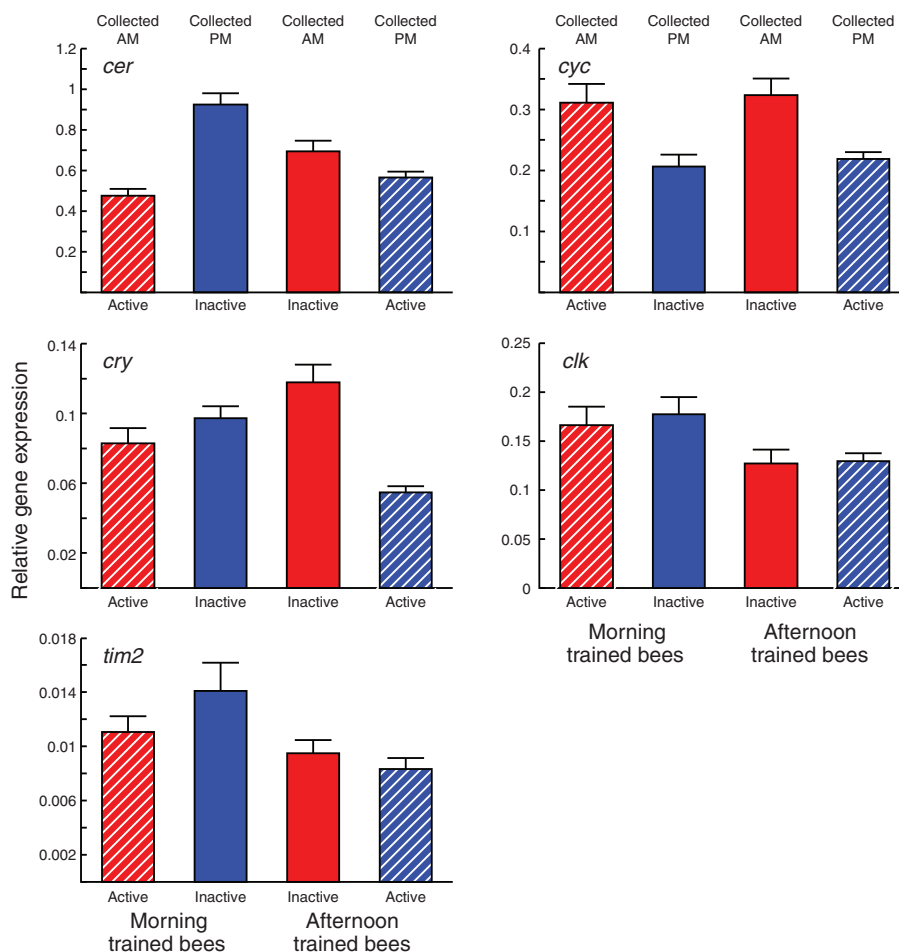 Collected AM
Collected PM
Collected AM
Collected PM
cer
1.2
1
0.8
0.6
0.4
0.2
Active
Inactive
Inactive
Active
Collected AM
Collected PM
Collected AM
Collected PM
cyc
0.4
0.3
0.2
0.1
Active
Inactive
Inactive
Active
Relative gene expression
cry
0.14
0.1
0.06
0.02
Active
Inactive
Inactive
Active
clk
0.25
0.2
0.15
0.1
0.05
0
Active
Inactive
Inactive
Active
Morning
trained bees
Afternoon
trained bees
tim2
0.018
0.014
0.01
0.006
0.002
Active
Inactive
Inactive
Active
Morning
trained bees
Afternoon
trained bees